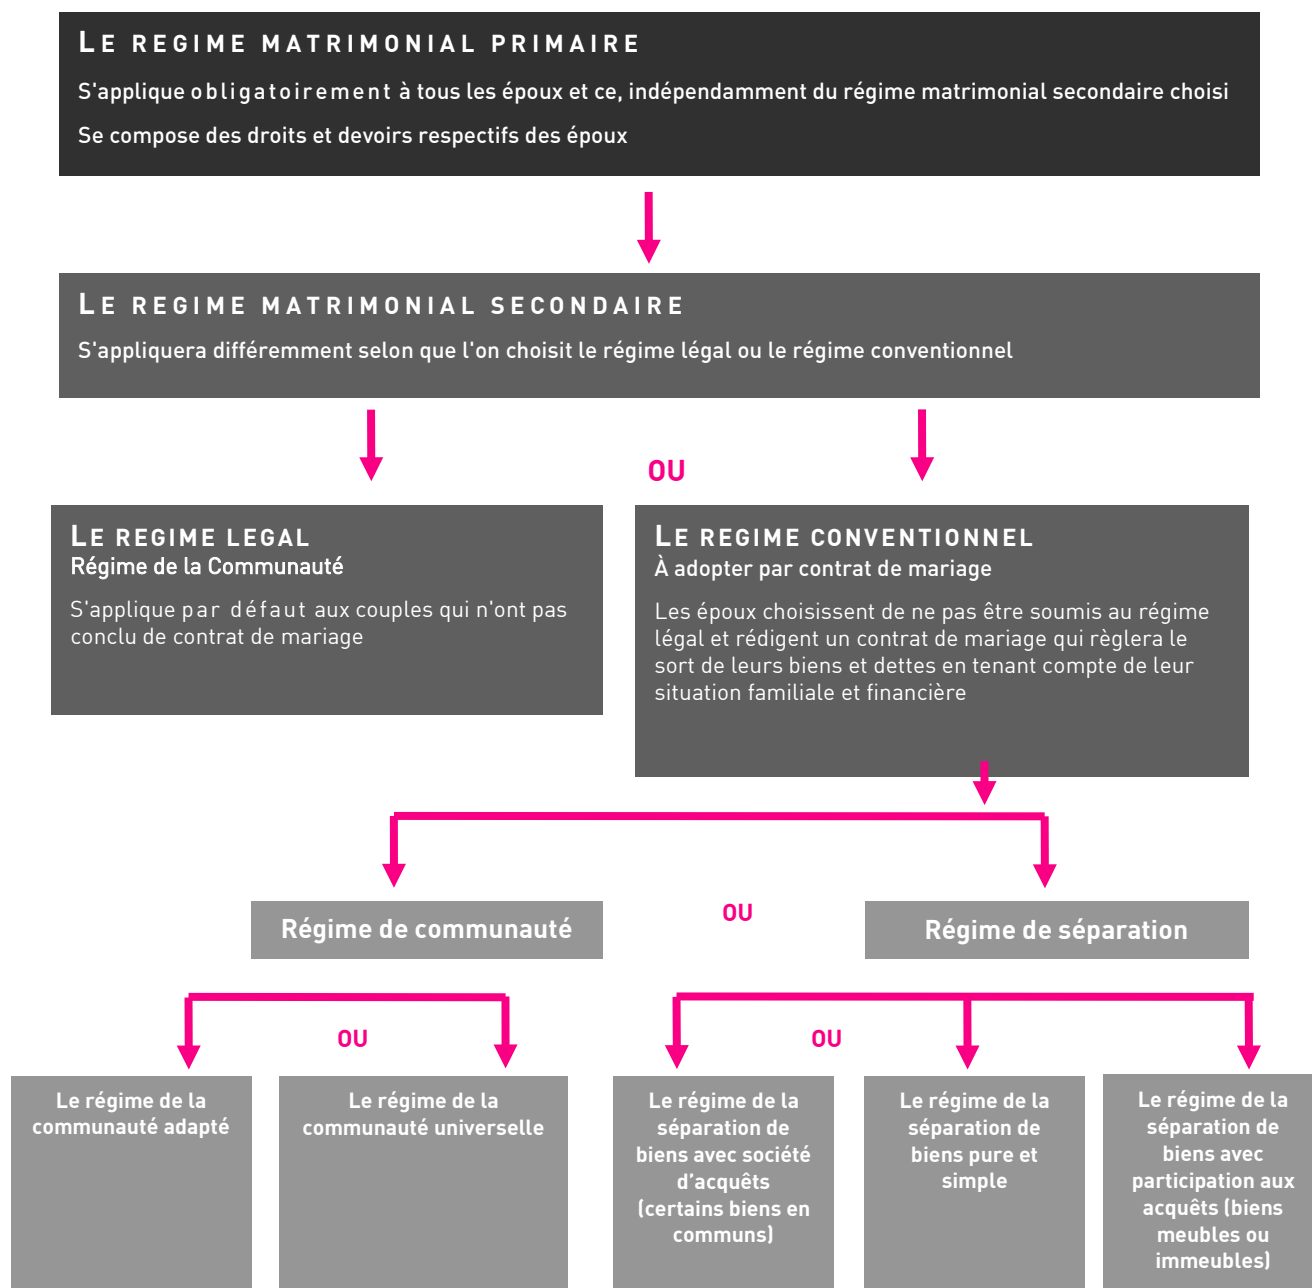 LE REGIME MATRIMONIAL PRIMAIRE
S'applique obligatoirement à tous les époux et ce, indépendamment du régime matrimonial secondaire choisi
Se compose des droits et devoirs respectifs des époux
LE REGIME MATRIMONIAL SECONDAIRE
S'appliquera différemment selon que l'on choisit le régime légal ou le régime conventionnel
OU
LE REGIME LEGAL
Régime de la Communauté
S'applique par défaut aux couples qui n'ont pas
conclu de contrat de mariage
LE REGIME CONVENTIONNEL
À adopter par contrat de mariage
Les époux choisissent de ne pas être soumis au régime
légal et rédigent un contrat de mariage qui règlera le
sort de leurs biens et dettes en tenant compte de leur
situation familiale et financière
Régime de communauté
OU
Régime de séparation
OU
OU
Le régime de la
communauté adapté
Le régime de la
communauté universelle
Le régime de la
séparation de
biens avec société
d’acquêts
(certains biens en
communs)
Le régime de la
séparation de
biens pure et
simple
Le régime de la
séparation de
biens avec
participation aux
acquêts (biens
meubles ou
immeubles)